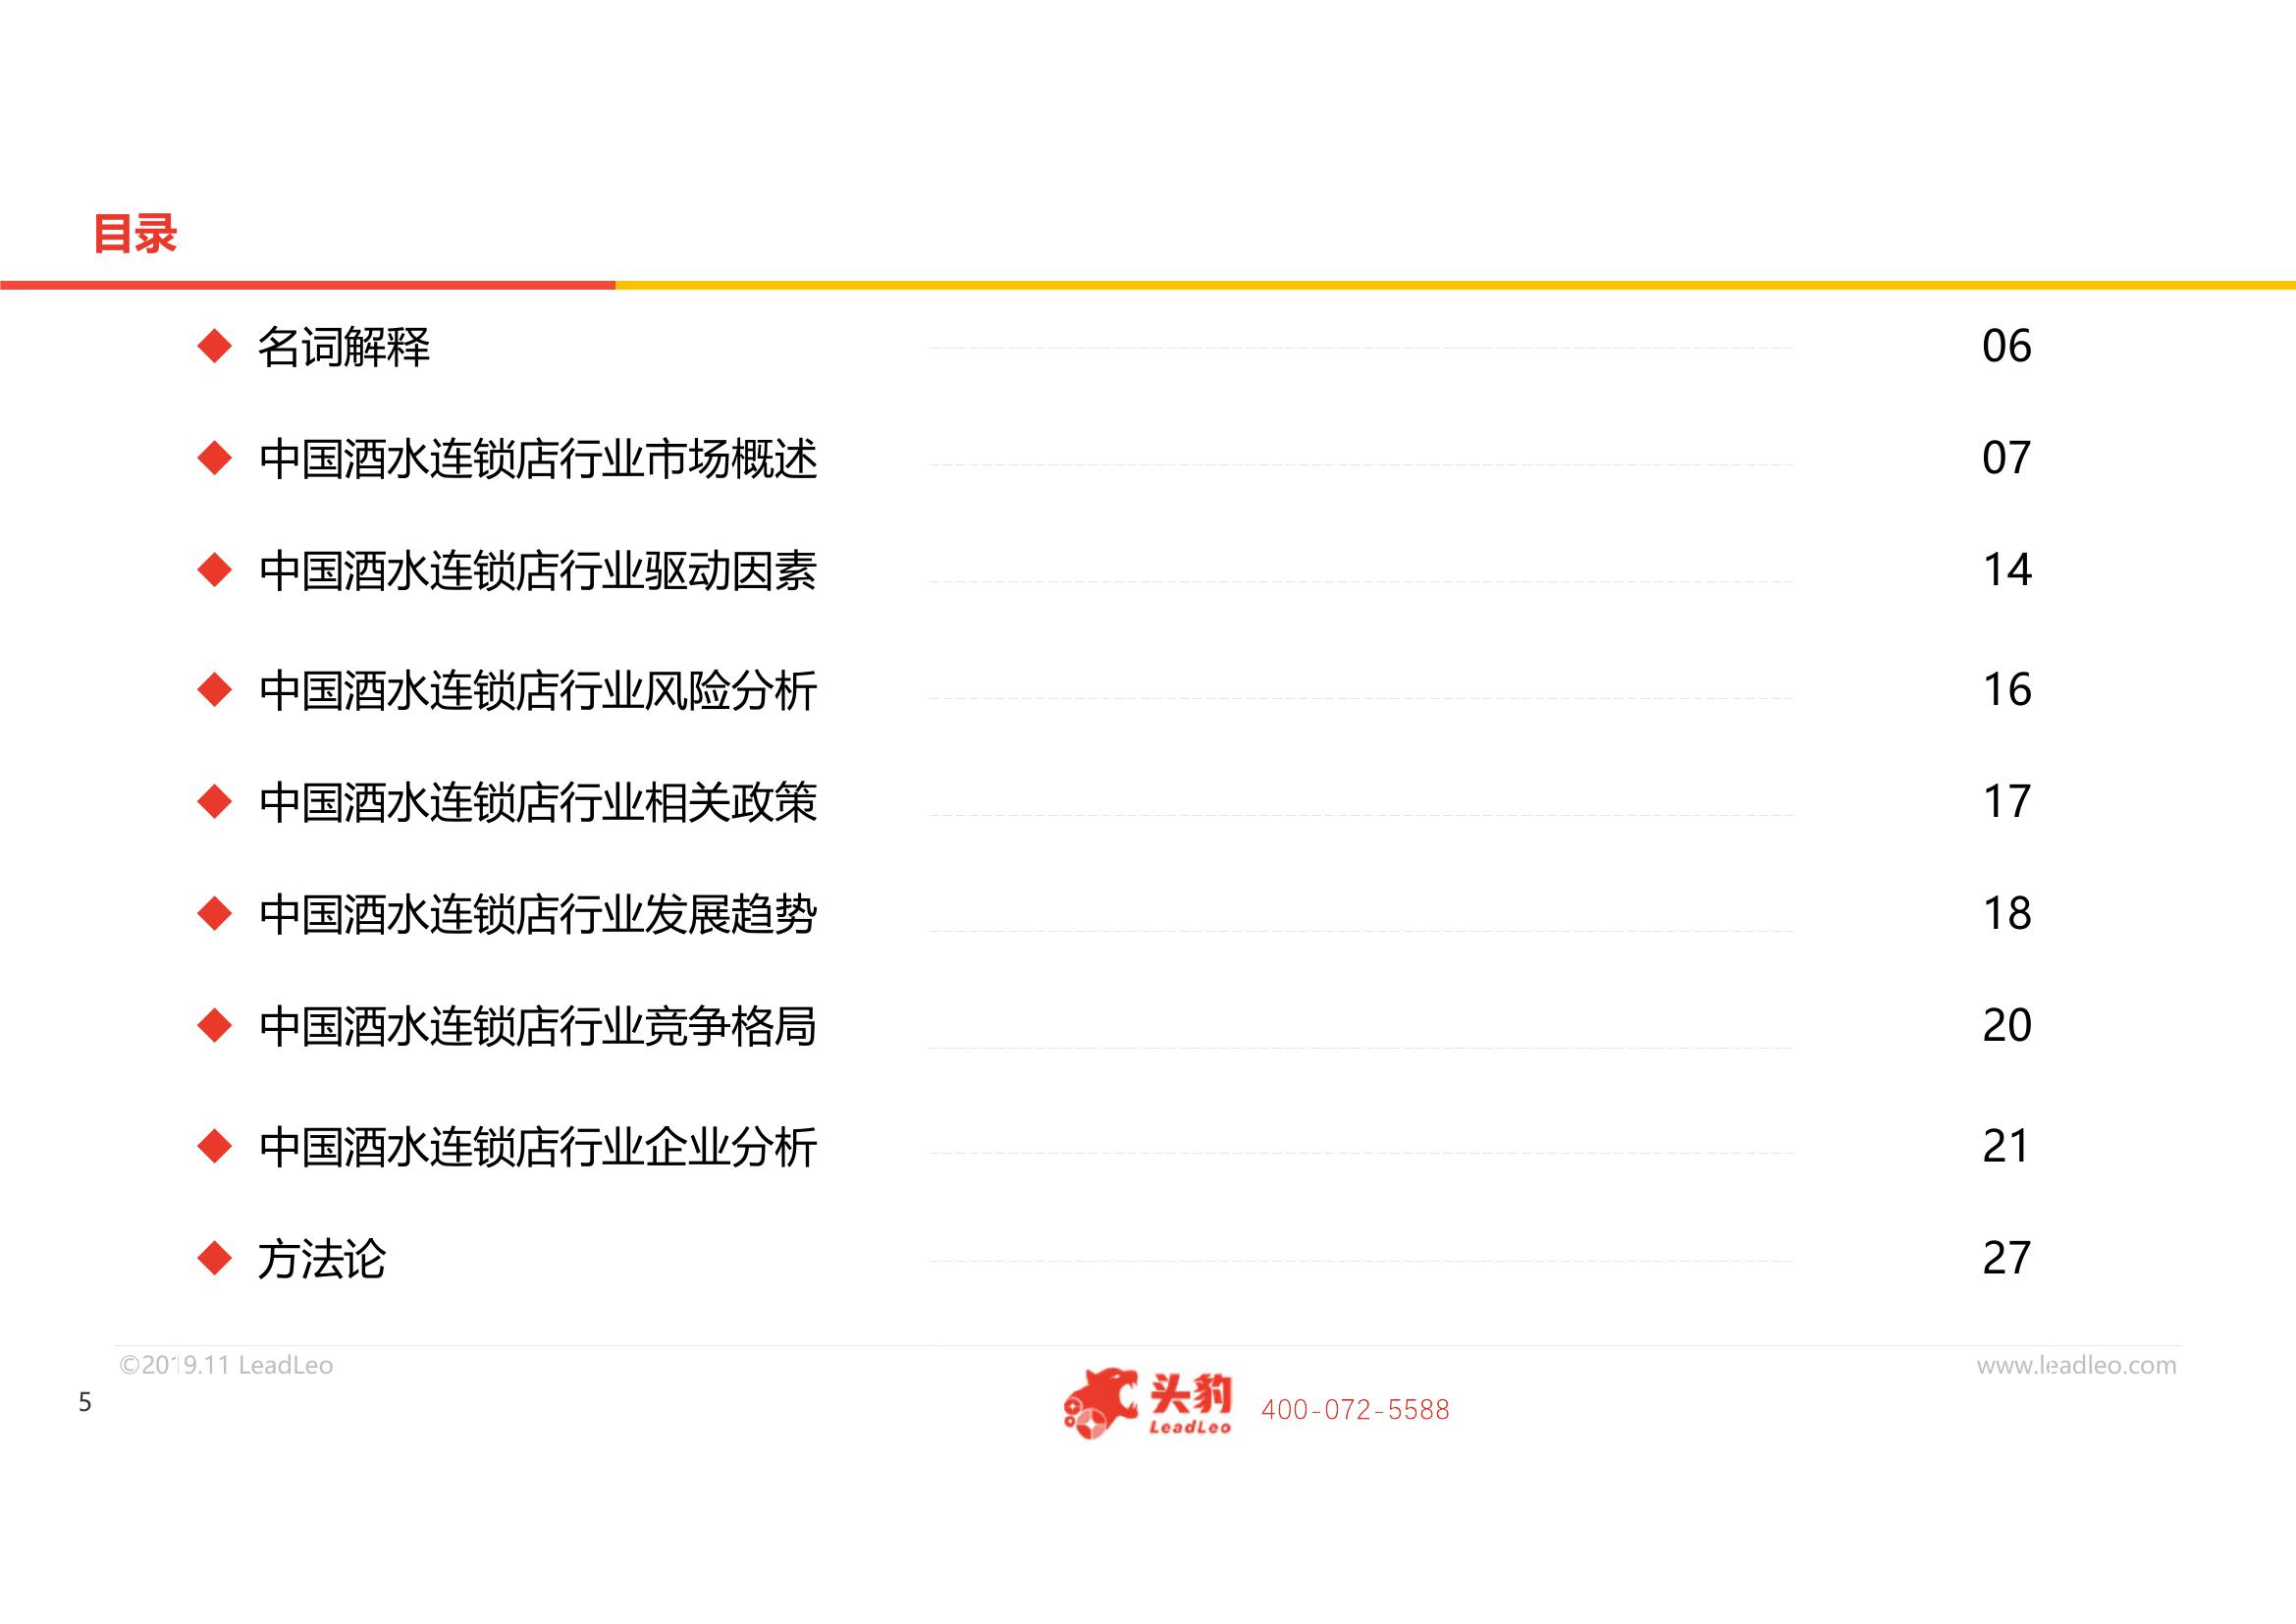 目录
名词解释 06
中国酒水连锁店行业市场概述 07
中国酒水连锁店行业驱动因素 14
中国酒水连锁店行业风险分析 16
中国酒水连锁店行业相关政策 17
中国酒水连锁店行业发展趋势 18
中国酒水连锁店行业竞争格局 20
中国酒水连锁店行业企业分析 21
方法论 27
©2019.11 LeadLeo
www.leadleo.com
5
头豹
LeadLeo
400-072-5588